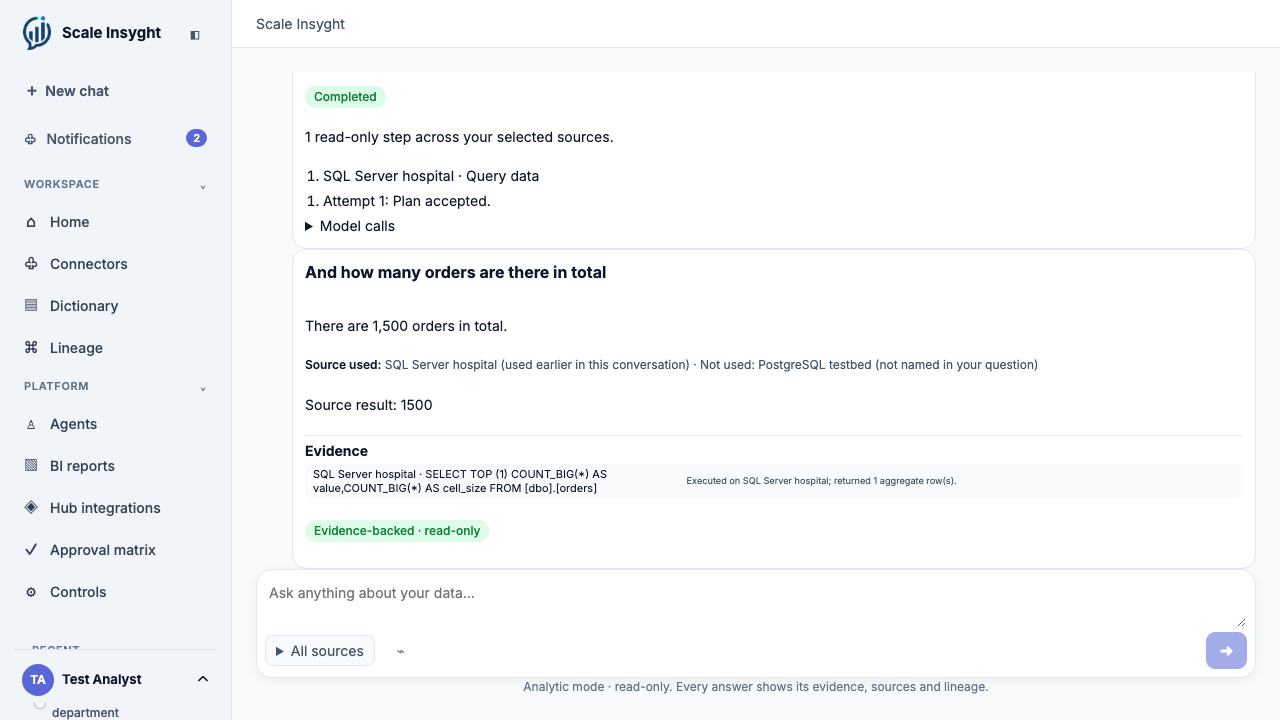 Scale Insyght
+ New chat
Notifications 2
WORKSPACE
Home
Connectors
Dictionary
Lineage
PLATFORM
Agents
BI reports
Hub integrations
Approval matrix
Controls
RECENT
TA Test Analyst
department
Scale Insyght
Completed
1 read-only step across your selected sources.
1. SQL Server hospital · Query data
1. Attempt 1: Plan accepted.
Model calls
And how many orders are there in total
There are 1,500 orders in total.
Source used: SQL Server hospital (used earlier in this conversation) · Not used: PostgreSQL testbed (not named in your question)
Source result: 1500
Evidence
SQL Server hospital · SELECT TOP (1) COUNT_BIG(*) AS
value,COUNT_BIG(*) AS cell_size FROM [dbo].[orders]
Executed on SQL Server hospital; returned 1 aggregate row(s).
Evidence-backed · read-only
Ask anything about your data...
All sources
Analytic mode · read-only. Every answer shows its evidence, sources and lineage.